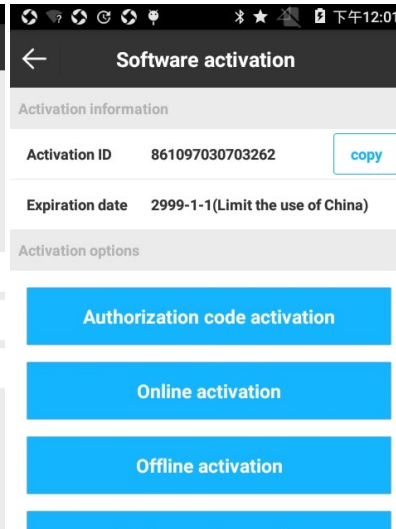 下午12:01
Software activation
Activation information
Activation ID 861097030703262 copy
Expiration date 2999-1-1(Limit the use of China)
Activation options
Authorization code activation
Online activation
Offline activation